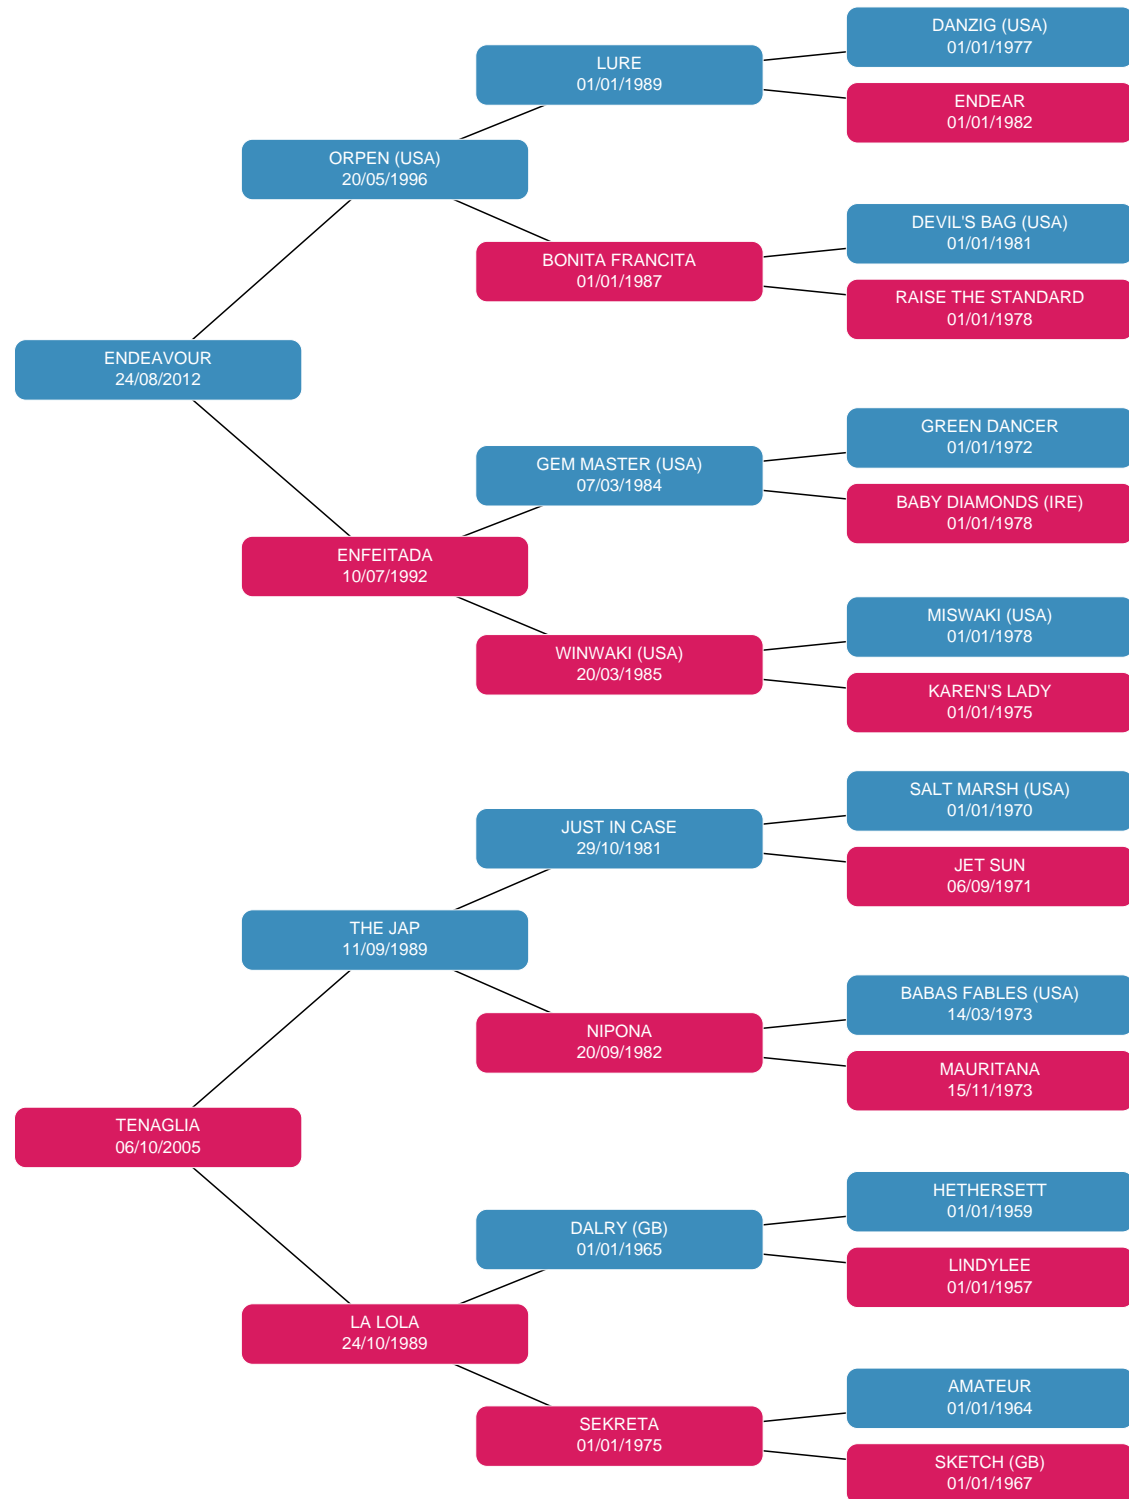 DANZIG (USA)
01/01/1977
LURE
01/01/1989
ENDEAR
01/01/1982
ORPEN (USA)
20/05/1996
DEVIL'S BAG (USA)
01/01/1981
BONITA FRANCITA
01/01/1987
RAISE THE STANDARD
01/01/1978
ENDEAVOUR
24/08/2012
GREEN DANCER
01/01/1972
GEM MASTER (USA)
07/03/1984
BABY DIAMONDS (IRE)
01/01/1978
ENFEITADA
10/07/1992
MISWAKI (USA)
01/01/1978
WINWAKI (USA)
20/03/1985
KAREN'S LADY
01/01/1975
SALT MARSH (USA)
01/01/1970
JUST IN CASE
29/10/1981
JET SUN
06/09/1971
THE JAP
11/09/1989
BABAS FABLES (USA)
14/03/1973
NIPONA
20/09/1982
MAURITANA
15/11/1973
TENAGLIA
06/10/2005
HETHERSETT
01/01/1959
DALRY (GB)
01/01/1965
LINDYLEE
01/01/1957
LA LOLA
24/10/1989
AMATEUR
01/01/1964
SEKRETA
01/01/1975
SKETCH (GB)
01/01/1967